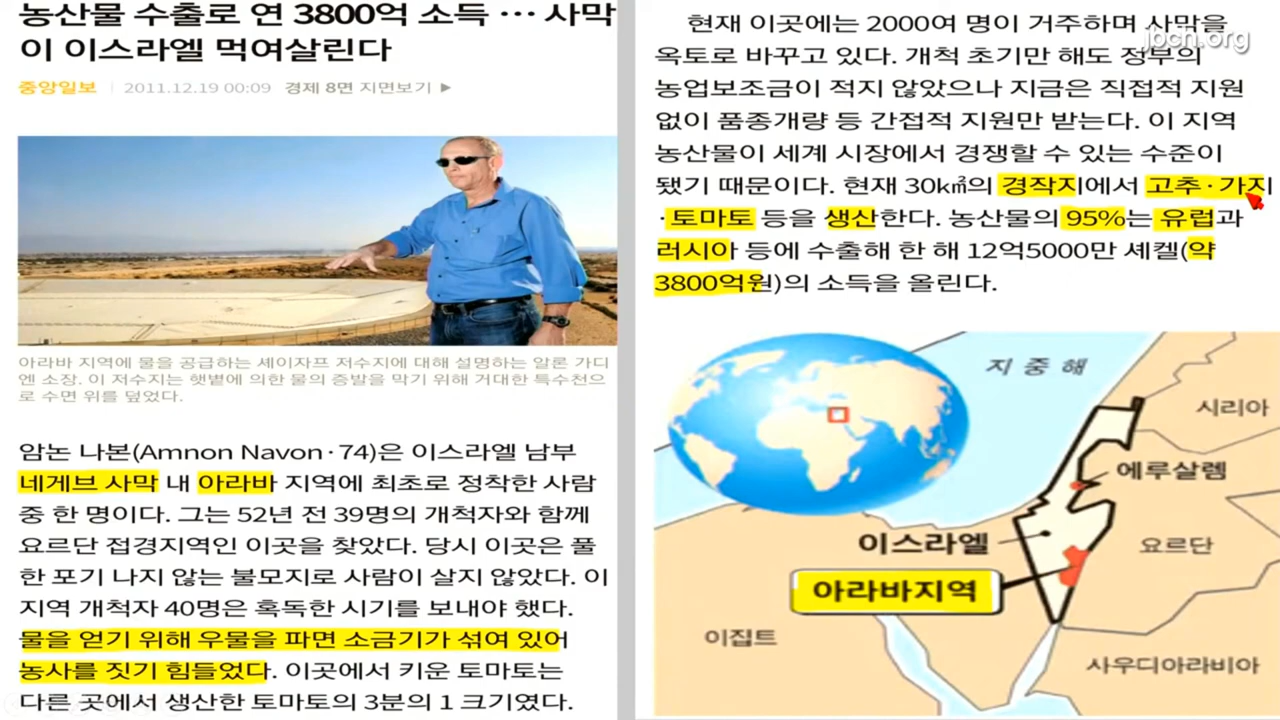 농산물 수출로 연 3800억 소득 … 사막
이 이스라엘 먹여살린다
중앙일보 | 2011.12.19 00:09 경제 8면 지면보기 ▶
아라바 지역에 물을 공급하는 셰이자프 저수지에 대해 설명하는 알론 가디
엔 소장. 이 저수지는 햇볕에 의한 물의 증발을 막기 위해 거대한 특수천으
로 수면 위를 덮었다.
암논 나본(Amnon Navon·74)은 이스라엘 남부
네게브 사막 내 아라바 지역에 최초로 정착한 사람
중 한 명이다. 그는 52년 전 39명의 개척자와 함께
요르단 접경지역인 이곳을 찾았다. 당시 이곳은 풀
한 포기 나지 않는 불모지로 사람이 살지 않았다. 이
지역 개척자 40명은 혹독한 시기를 보내야 했다.
물을 얻기 위해 우물을 파면 소금기가 섞여 있어
농사를 짓기 힘들었다. 이곳에서 키운 토마토는
다른 곳에서 생산한 토마토의 3분의 1 크기였다.
현재 이곳에는 2000여 명이 거주하며 사막을
옥토로 바꾸고 있다. 개척 초기만 해도 정부의
농업보조금이 적지 않았으나 지금은 직접적 지원
없이 품종개량 등 간접적 지원만 받는다. 이 지역
농산물이 세계 시장에서 경쟁할 수 있는 수준이
됐기 때문이다. 현재 30㎢의 경작지에서 고추·가지
·토마토 등을 생산한다. 농산물의 95%는 유럽과
러시아 등에 수출해 한 해 12억5000만 셰켈(약
3800억원)의 소득을 올린다.
jbch.org
지중해
시리아
에루살렘
이스라엘
요르단
아라바지역
이집트
사우디아라비아